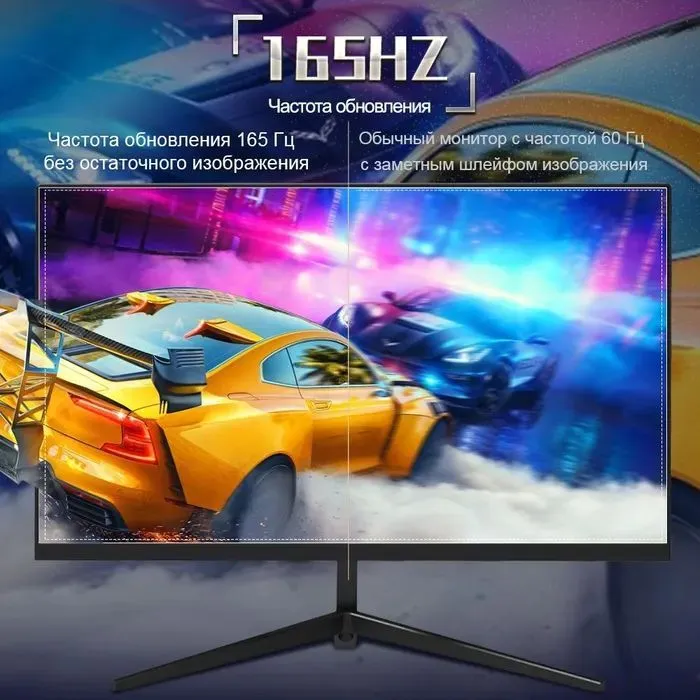 165HZ
Частота обновления
Частота обновления 165 Гц
без остаточного изображения
Обычный монитор с частотой 60 Гц
с заметным шлейфом изображения